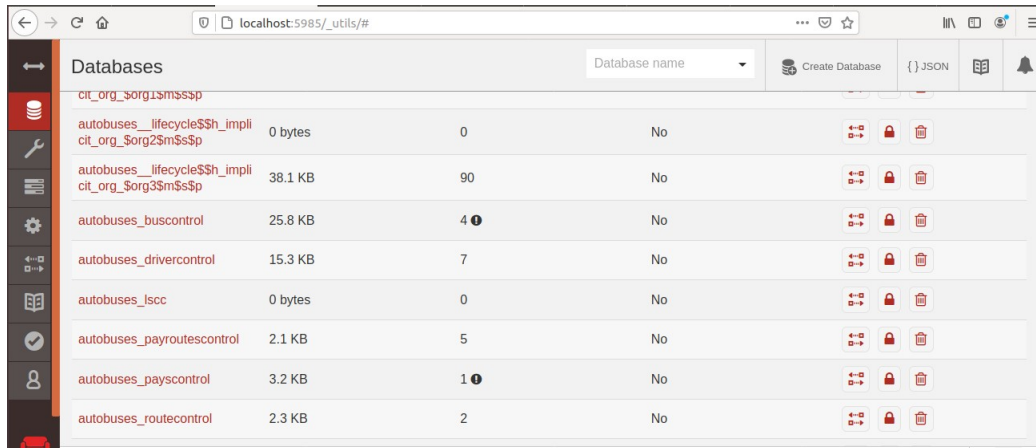 localhost:5985/_utils/#
Databases
Database name
Create Database
{ } JSON
cit_org_$org1$m$s$p
autobuses__lifecycle$$h_impli
cit_org_$org2$m$s$p
0 bytes 0 No
autobuses__lifecycle$$h_impli
cit_org_$org3$m$s$p
38.1 KB 90 No
autobuses_buscontrol 25.8 KB 4 No
autobuses_drivercontrol 15.3 KB 7 No
autobuses_lscc 0 bytes 0 No
autobuses_payroutescontrol 2.1 KB 5 No
autobuses_payscontrol 3.2 KB 1 No
autobuses_routecontrol 2.3 KB 2 No